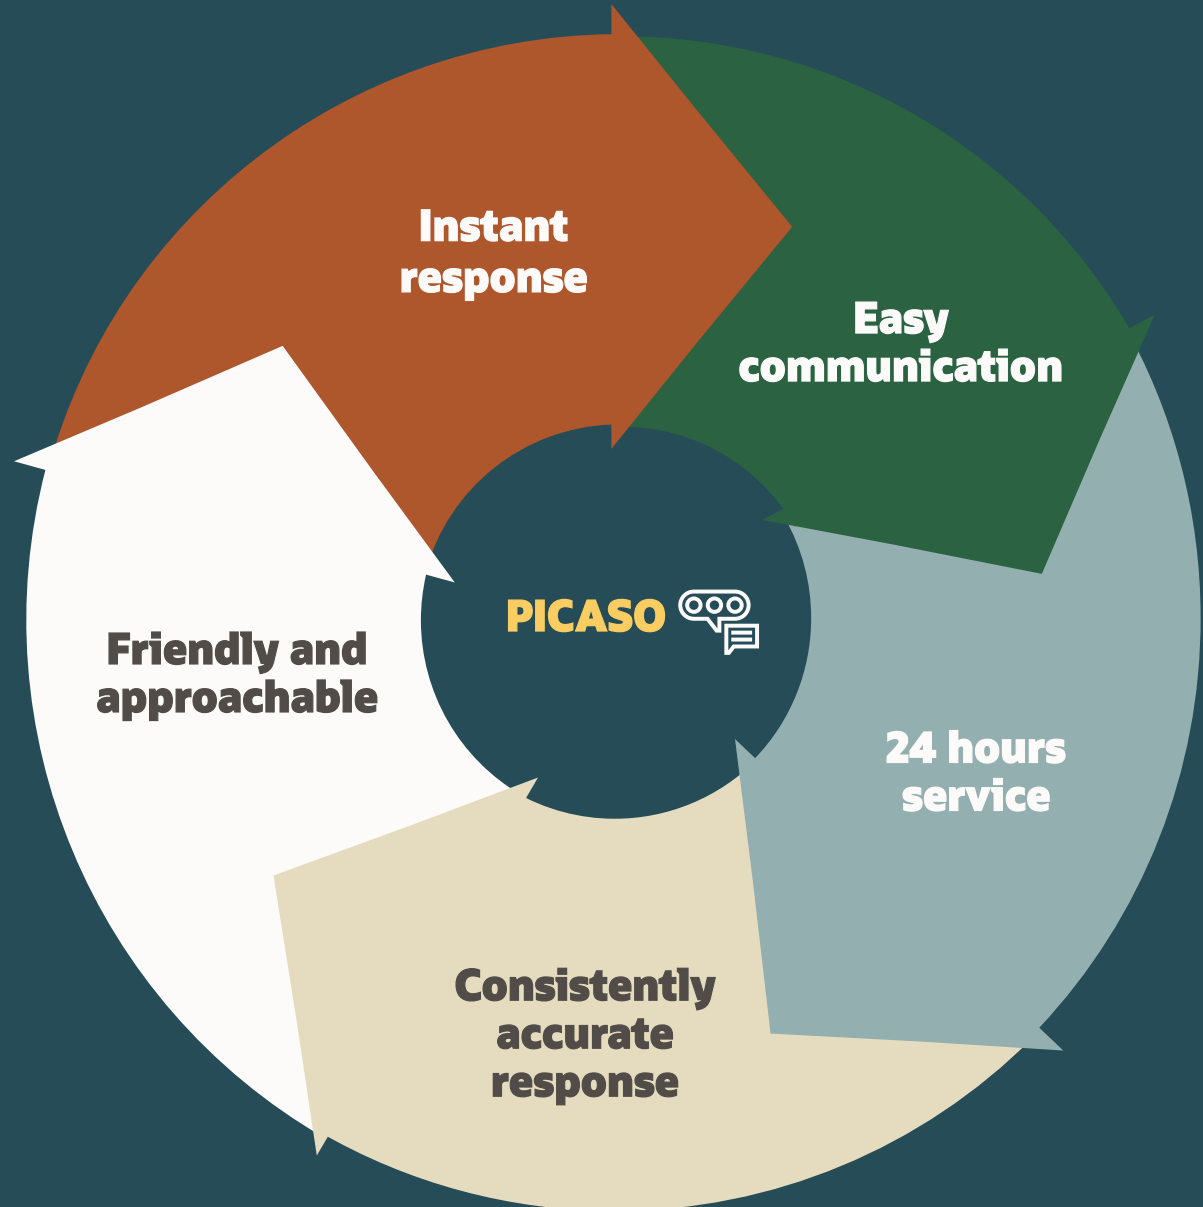 Instant
response
Easy
communication
24 hours
service
Consistently
accurate
response
Friendly and
approachable
PICASO